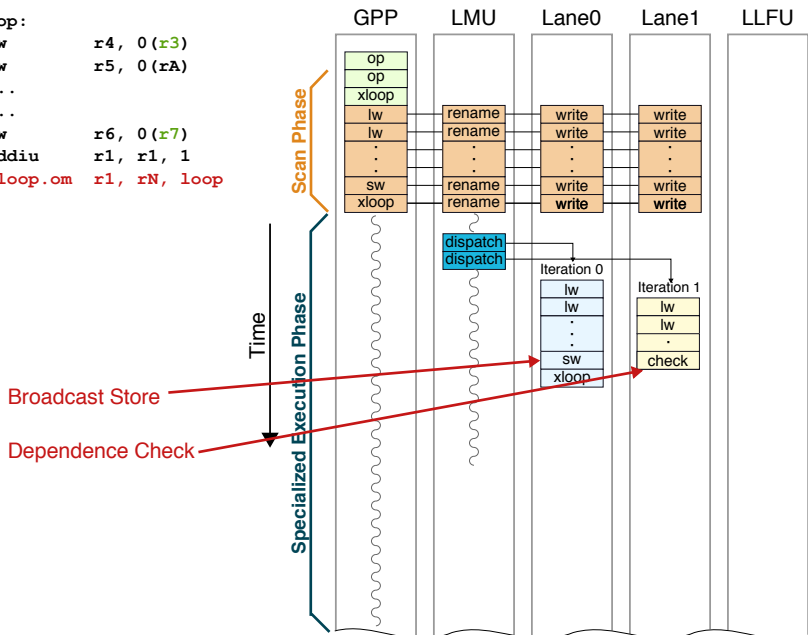 GPP LMU Lane0 Lane1 LLFU
op:
w r4, 0(r3)
w r5, 0(rA)
..
..
w r6, 0(r7)
ddiu r1, r1, 1
loop.om r1, rN, loop
Scan Phase
op
op
xloop
lw rename write write
lw rename write write
. . . .
. . . .
. . . .
sw rename write write
xloop rename write write
Time
Specialized Execution Phase
dispatch
dispatch
Iteration 0
lw
lw
.
.
.
sw
xloop
Iteration 1
lw
lw
.
check
Broadcast Store
Dependence Check